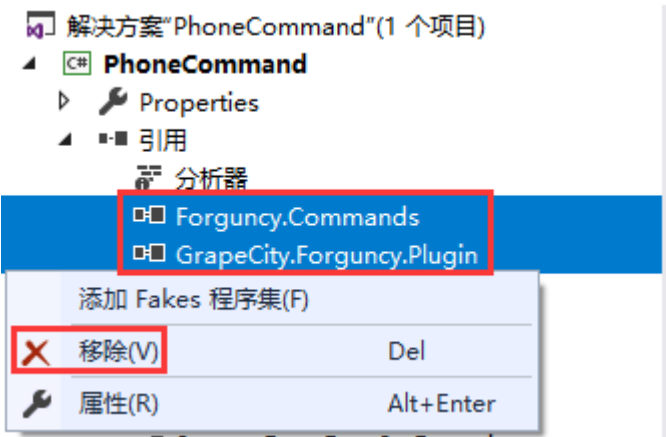 解决方案"PhoneCommand"(1 个项目)
C# PhoneCommand
Properties
引用
分析器
Forguncy.Commands
GrapeCity.Forguncy.Plugin
添加 Fakes 程序集(F)
移除(V) Del
属性(R) Alt+Enter